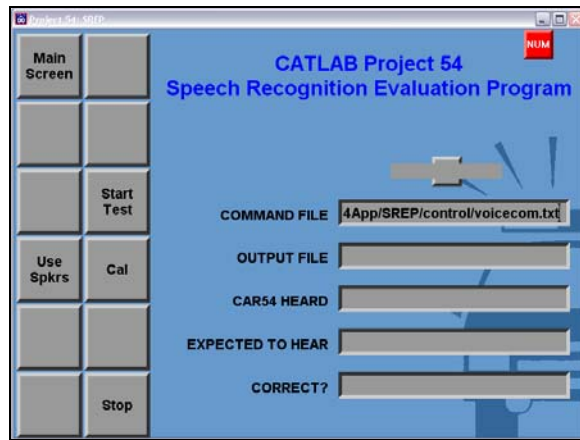 Project 54: SREP
Main
Screen
NUM
CATLAB Project 54
Speech Recognition Evaluation Program
Start
Test
COMMAND FILE 4App/SREP/control/voicecom.txt
Use
Spkrs
Cal
OUTPUT FILE
CAR54 HEARD
EXPECTED TO HEAR
CORRECT?
Stop